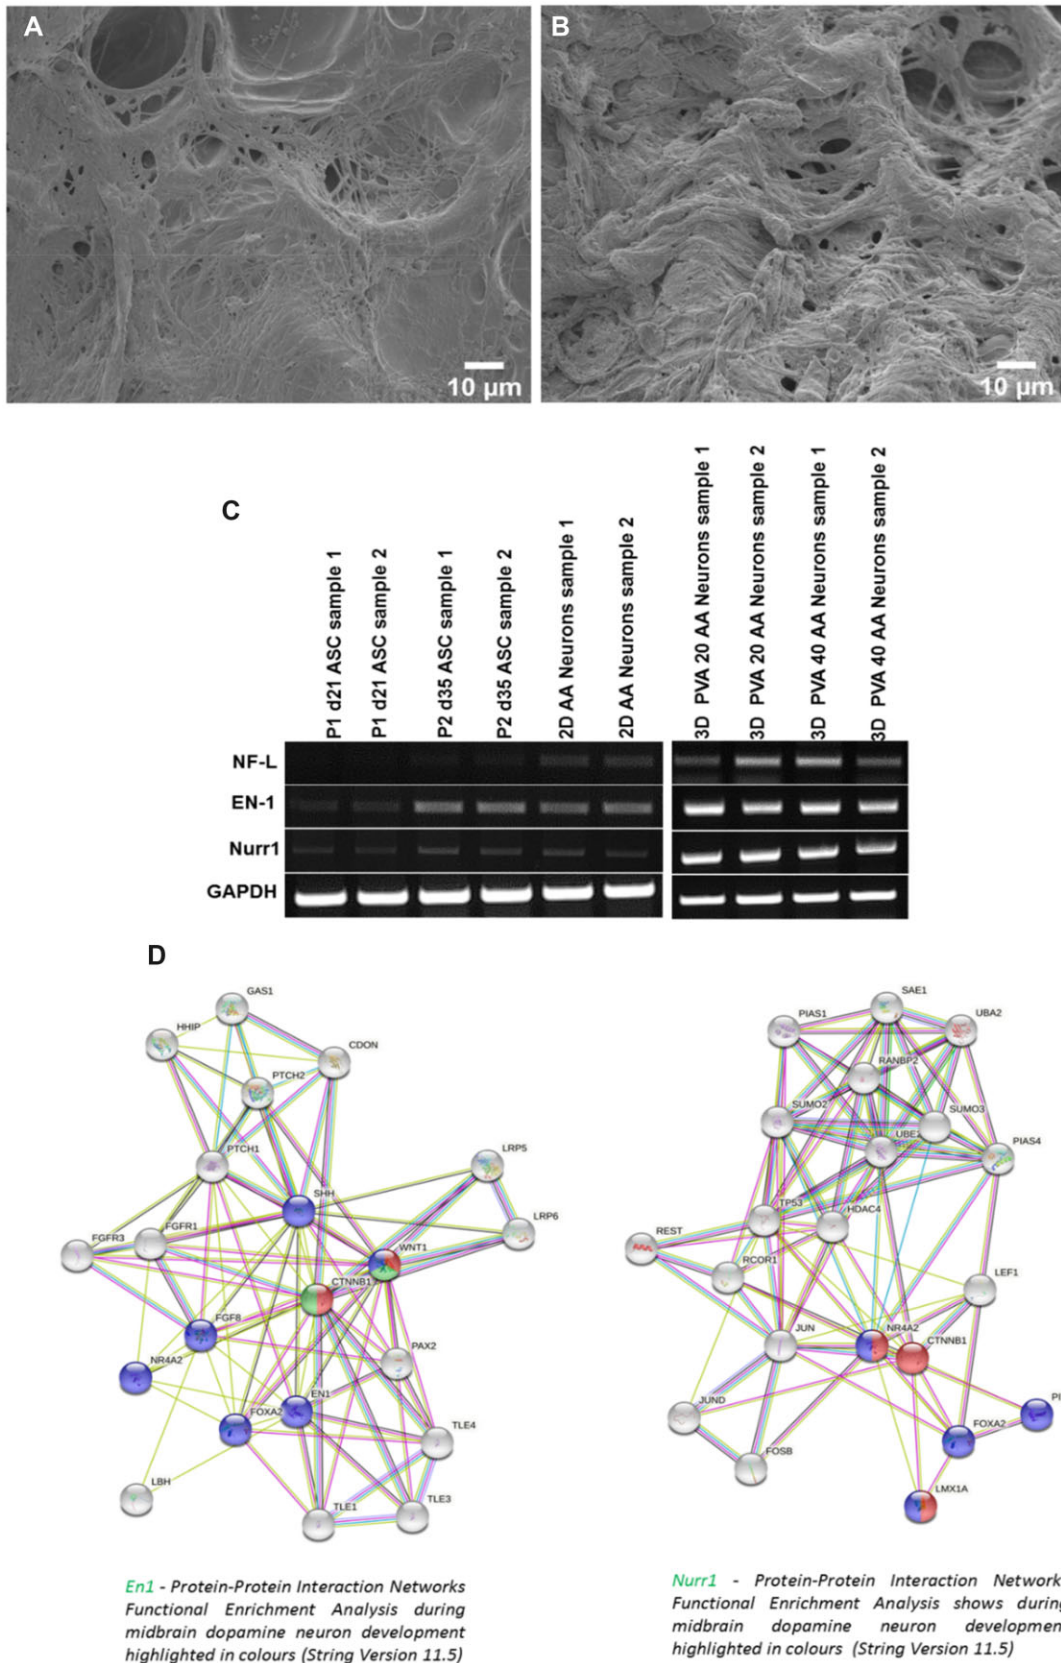 A
B
10 µm
10 µm
C
P1 d21 ASC sample 1
P1 d21 ASC sample 2
P2 d35 ASC sample 1
P2 d35 ASC sample 2
2D AA Neurons sample 1
2D AA Neurons sample 2
3D PVA 20 AA Neurons sample 1
3D PVA 20 AA Neurons sample 2
3D PVA 40 AA Neurons sample 1
3D PVA 40 AA Neurons sample 2
NF-L
EN-1
Nurr1
GAPDH
D
GAS1
HHIP
CDON
PTCH2
PTCH1
LRP5
SHH
LRP6
FGFR1
FGFR3
WNT1
CTNNB1
FGF8
PAX2
NR4A2
EN1
FOXA2
TLE4
LBH
TLE1
TLE3
SAE1
PIAS1
UBA2
RANBP2
SUMO2
SUMO3
PIAS4
TP53
HDAC4
REST
RCOR1
LEF1
JUN
NR4A2
CTNNB1
JUND
FOXA2
FOSB
LMX1A
En1 - Protein-Protein Interaction Networks
Functional Enrichment Analysis during
midbrain dopamine neuron development
highlighted in colours (String Version 11.5)
Nurr1 - Protein-Protein Interaction Network
Functional Enrichment Analysis shows during
midbrain dopamine neuron development
highlighted in colours (String Version 11.5)